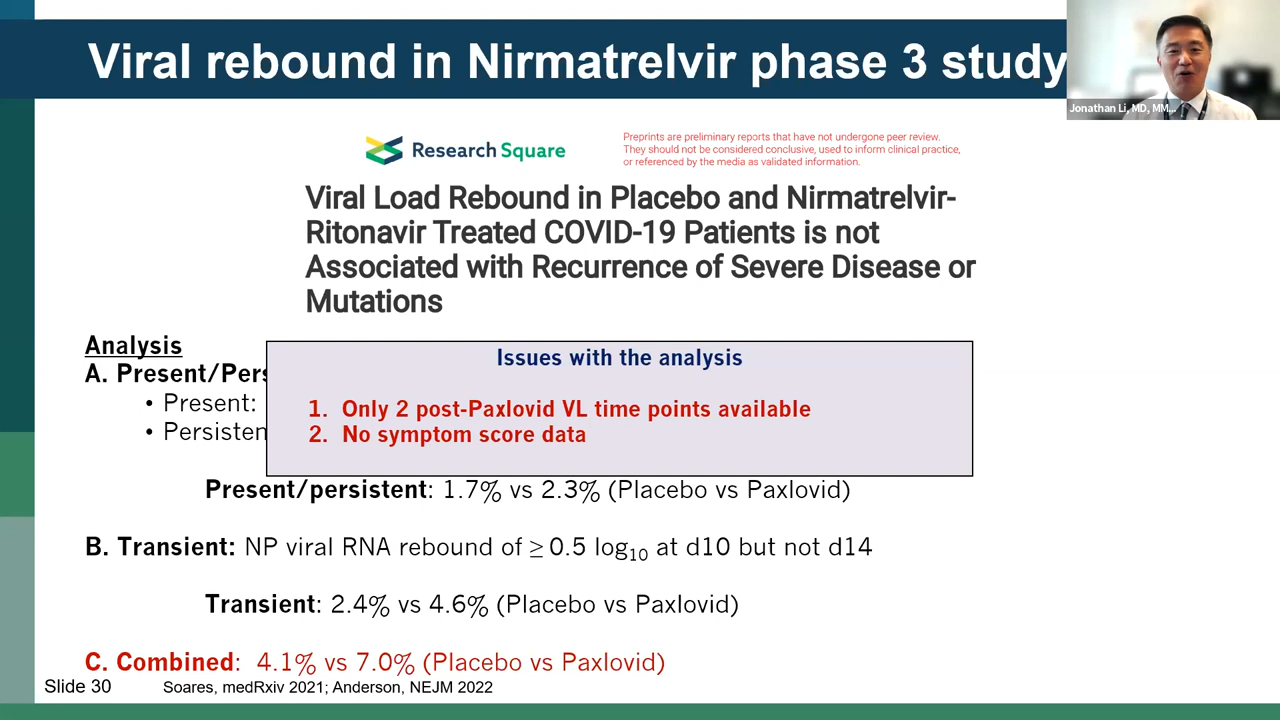 Viral rebound in Nirmatrelvir phase 3 study
Jonathan Li, MD, MM...
Research Square
Preprints are preliminary reports that have not undergone peer review.
They should not be considered conclusive, used to inform clinical practice,
or referenced by the media as validated information.
Viral Load Rebound in Placebo and Nirmatrelvir-
Ritonavir Treated COVID-19 Patients is not
Associated with Recurrence of Severe Disease or
Mutations
Analysis
A. Present/Pers
• Present:
• Persisten
Issues with the analysis
1. Only 2 post-Paxlovid VL time points available
2. No symptom score data
Present/persistent: 1.7% vs 2.3% (Placebo vs Paxlovid)
B. Transient: NP viral RNA rebound of ≥ 0.5 log10 at d10 but not d14
Transient: 2.4% vs 4.6% (Placebo vs Paxlovid)
C. Combined: 4.1% vs 7.0% (Placebo vs Paxlovid)
Slide 30 Soares, medRxiv 2021; Anderson, NEJM 2022